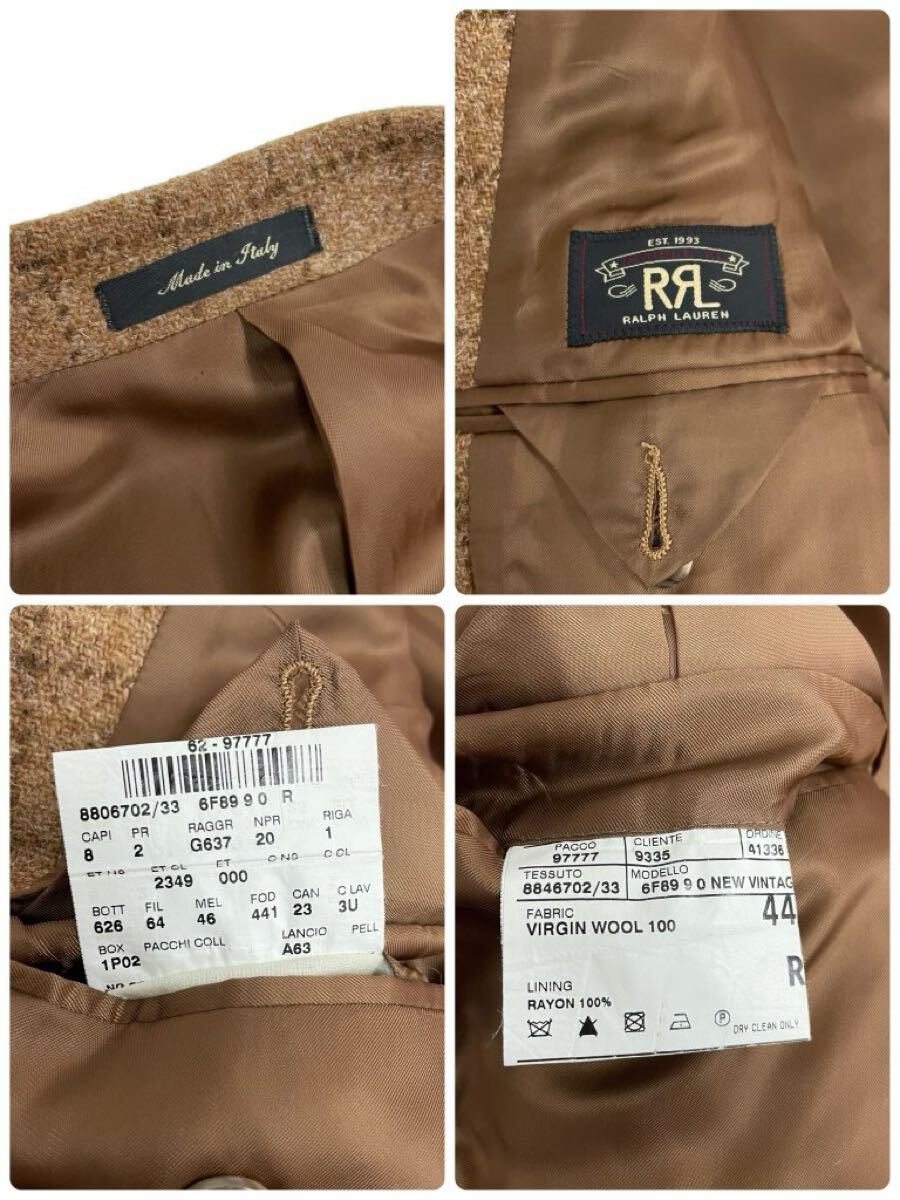 Made in Italy
EST. 1993
RRL
RALPH LAUREN
62-97777
8806702/33 6F89 9 0 R
CAPI PR RAGGR NPR RIGA
8 2 G637 20 1
2349 000
BOTT FIL MEL FOD CAN C LAV
626 64 46 441 23 3U
BOX PACCHI COLL LANCIO PELL
1P02 A63
PACCO CLIENTE ORDINE
97777 9335 41336
TESSUTO MODELLO
8846702/33 6F89 9 0 NEW VINTAG
FABRIC 44
VIRGIN WOOL 100
R
LINING
RAYON 100%
P DRY CLEAN ONLY